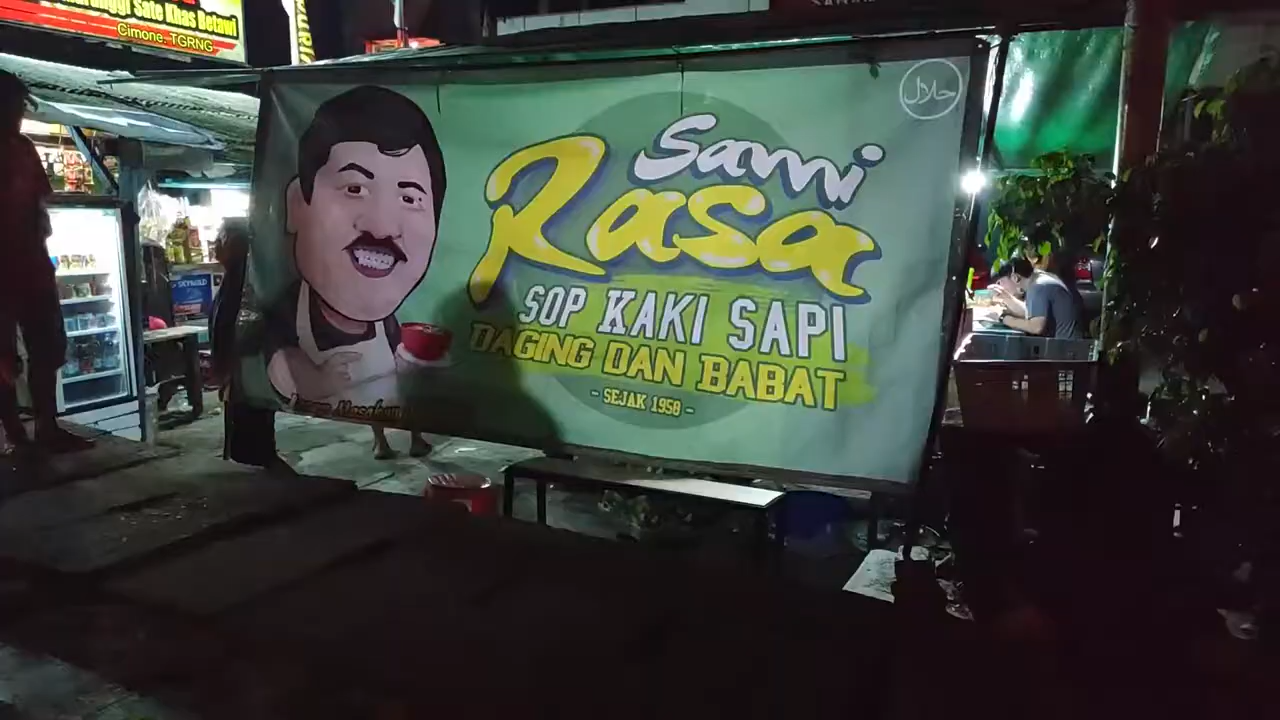 Sate Khas Betawi
Cimone, TGRNG
حلال
Sami
Rasa
SOP KAKI SAPI
DAGING DAN BABAT
- SEJAK 1958 -